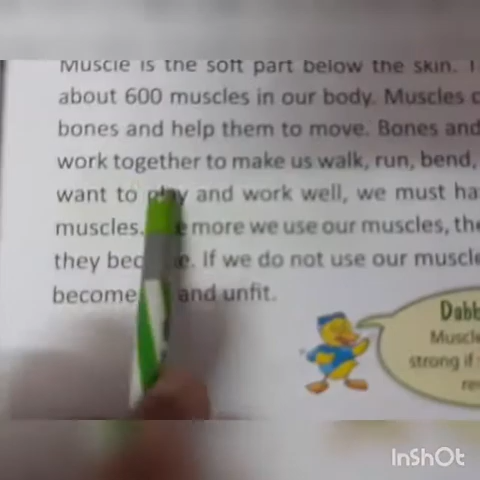 Muscle is the soft part below the skin.
about 600 muscles in our body. Muscles
bones and help them to move. Bones and
work together to make us walk, run, bend,
want to play and work well, we must ha
muscles. more we use our muscles, the
they bec e. If we do not use our muscle
become and unfit.
Dabb
Muscle
strong if
re
InShOt